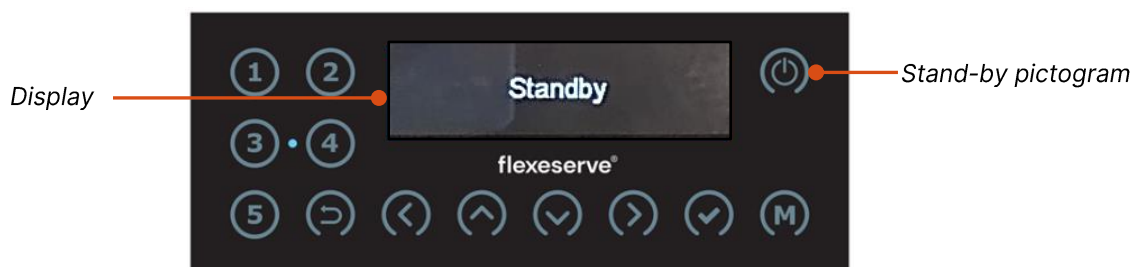 1 2
Standby
Stand-by pictogram
Display
3 4
flexeserve®
5 M